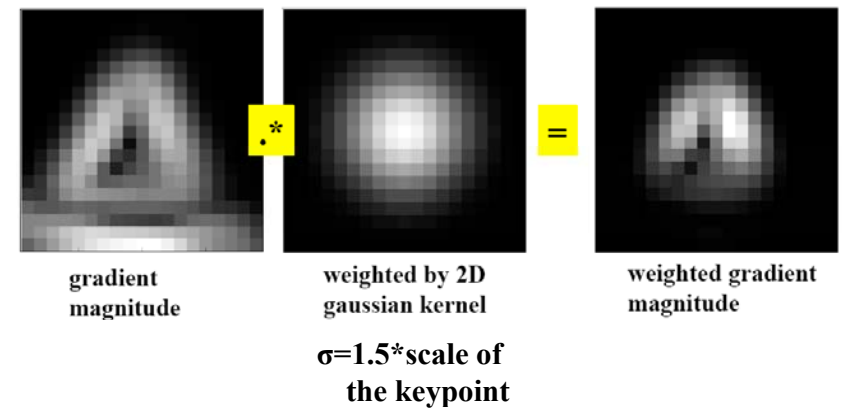 .*
=
gradient
magnitude
weighted by 2D
gaussian kernel
weighted gradient
magnitude
σ=1.5*scale of
the keypoint